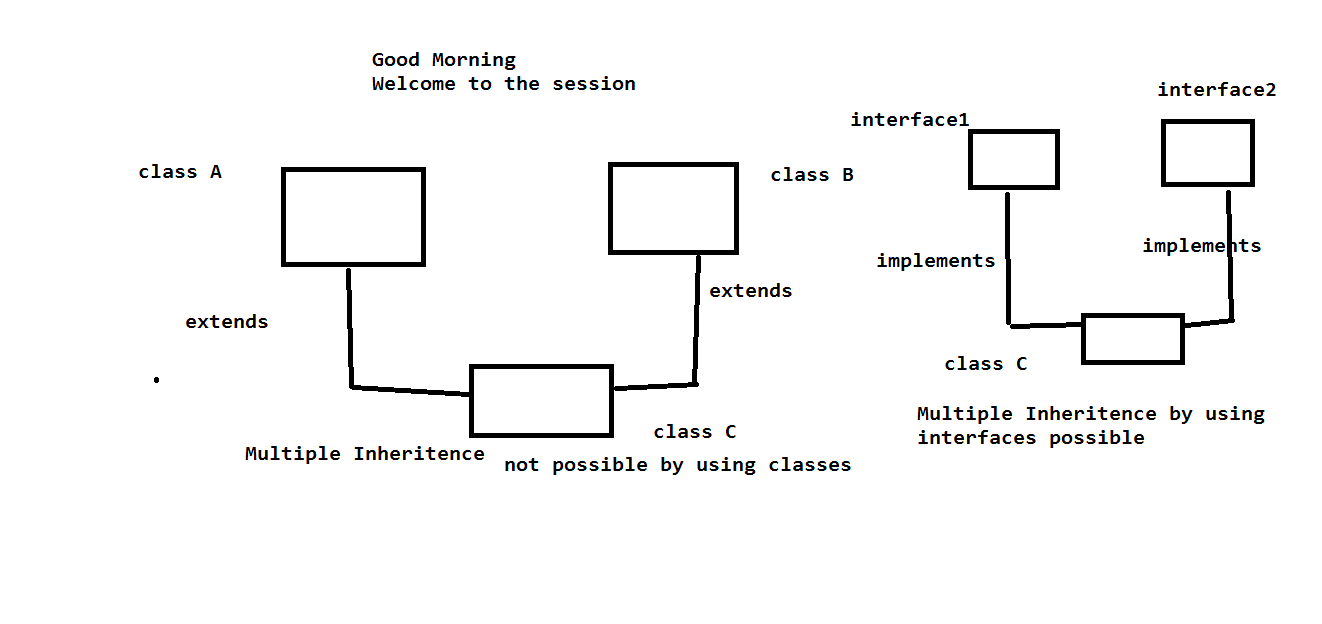 Good Morning
Welcome to the session
class A
class B
extends
extends
class C
Multiple Inheritence
not possible by using classes
interface1
interface2
implements
implements
class C
Multiple Inheritence by using
interfaces possible